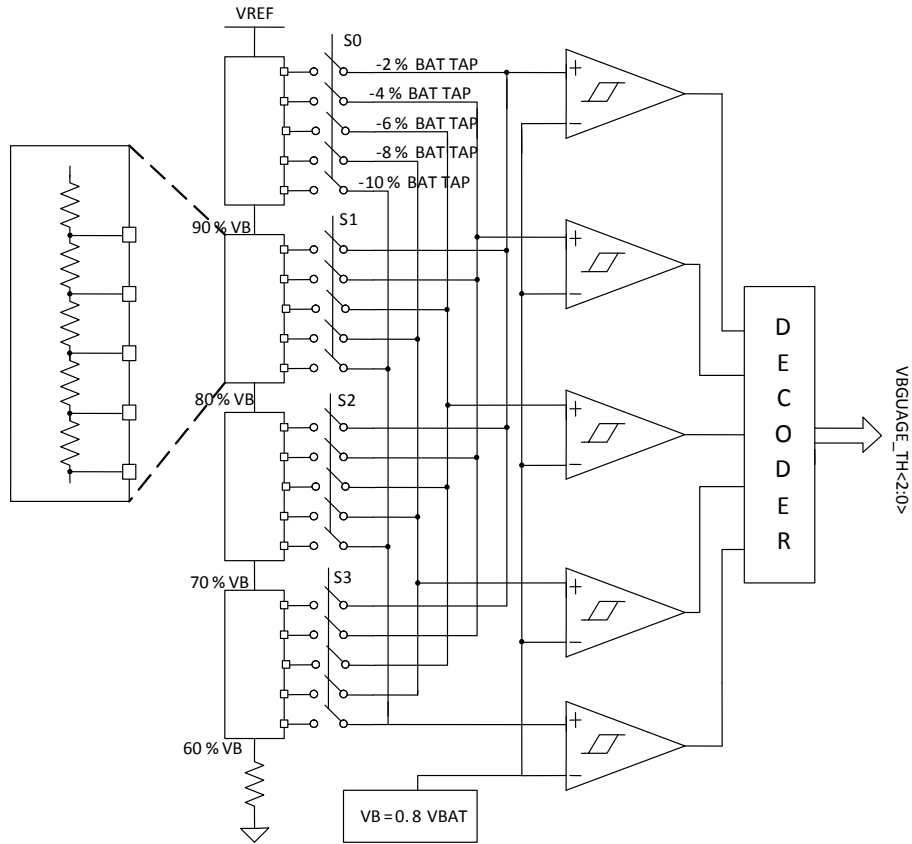 VREF
S0
-2 % BAT TAP
-4 % BAT TAP
-6 % BAT TAP
-8 % BAT TAP
-10 % BAT TAP
90 % VB
S1
80 % VB
S2
70 % VB
S3
60 % VB
VB = 0.8 VBAT
+
−
+
−
+
−
+
−
+
−
DECODER
VBGUAGE_TH<2:0>